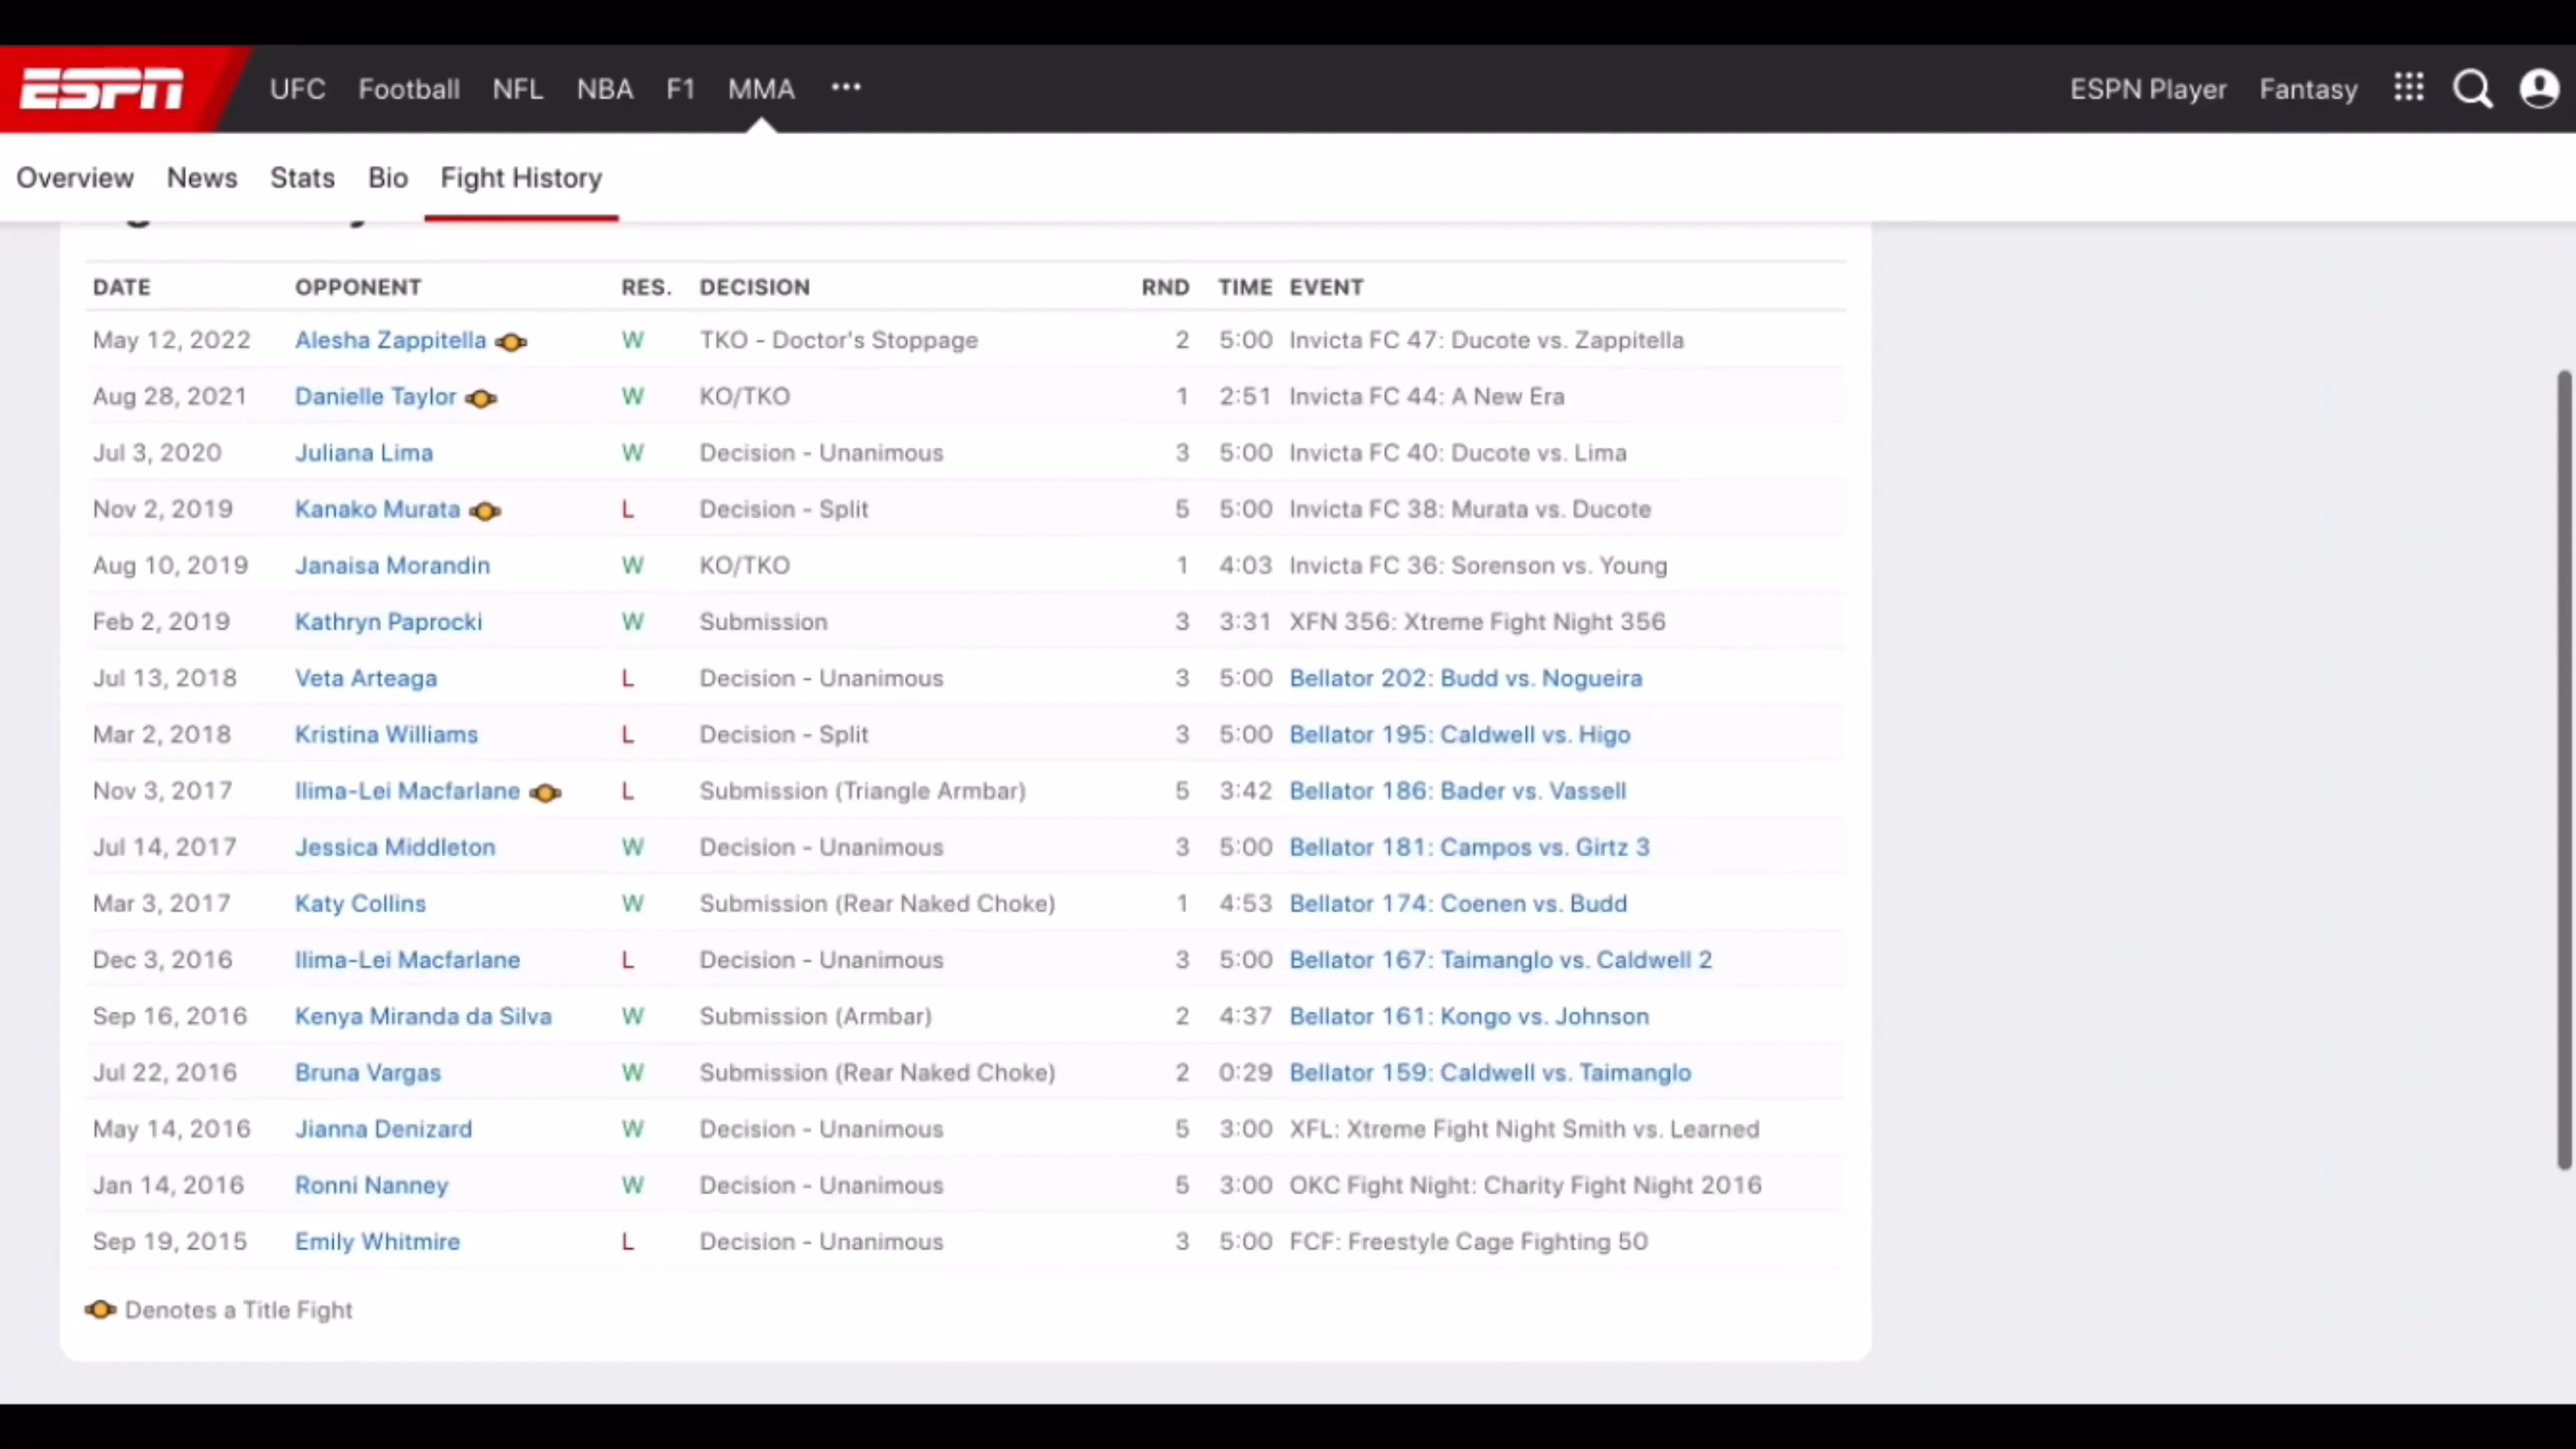 ESPN UFC Football NFL NBA F1 MMA ••• ESPN Player Fantasy
Overview News Stats Bio Fight History
DATE OPPONENT RES. DECISION RND TIME EVENT
May 12, 2022 Alesha Zappitella W TKO - Doctor's Stoppage 2 5:00 Invicta FC 47: Ducote vs. Zappitella
Aug 28, 2021 Danielle Taylor W KO/TKO 1 2:51 Invicta FC 44: A New Era
Jul 3, 2020 Juliana Lima W Decision - Unanimous 3 5:00 Invicta FC 40: Ducote vs. Lima
Nov 2, 2019 Kanako Murata L Decision - Split 5 5:00 Invicta FC 38: Murata vs. Ducote
Aug 10, 2019 Janaisa Morandin W KO/TKO 1 4:03 Invicta FC 36: Sorenson vs. Young
Feb 2, 2019 Kathryn Paprocki W Submission 3 3:31 XFN 356: Xtreme Fight Night 356
Jul 13, 2018 Veta Arteaga L Decision - Unanimous 3 5:00 Bellator 202: Budd vs. Nogueira
Mar 2, 2018 Kristina Williams L Decision - Split 3 5:00 Bellator 195: Caldwell vs. Higo
Nov 3, 2017 Ilima-Lei Macfarlane L Submission (Triangle Armbar) 5 3:42 Bellator 186: Bader vs. Vassell
Jul 14, 2017 Jessica Middleton W Decision - Unanimous 3 5:00 Bellator 181: Campos vs. Girtz 3
Mar 3, 2017 Katy Collins W Submission (Rear Naked Choke) 1 4:53 Bellator 174: Coenen vs. Budd
Dec 3, 2016 Ilima-Lei Macfarlane L Decision - Unanimous 3 5:00 Bellator 167: Taimanglo vs. Caldwell 2
Sep 16, 2016 Kenya Miranda da Silva W Submission (Armbar) 2 4:37 Bellator 161: Kongo vs. Johnson
Jul 22, 2016 Bruna Vargas W Submission (Rear Naked Choke) 2 0:29 Bellator 159: Caldwell vs. Taimanglo
May 14, 2016 Jianna Denizard W Decision - Unanimous 5 3:00 XFL: Xtreme Fight Night Smith vs. Learned
Jan 14, 2016 Ronni Nanney W Decision - Unanimous 5 3:00 OKC Fight Night: Charity Fight Night 2016
Sep 19, 2015 Emily Whitmire L Decision - Unanimous 3 5:00 FCF: Freestyle Cage Fighting 50
Denotes a Title Fight